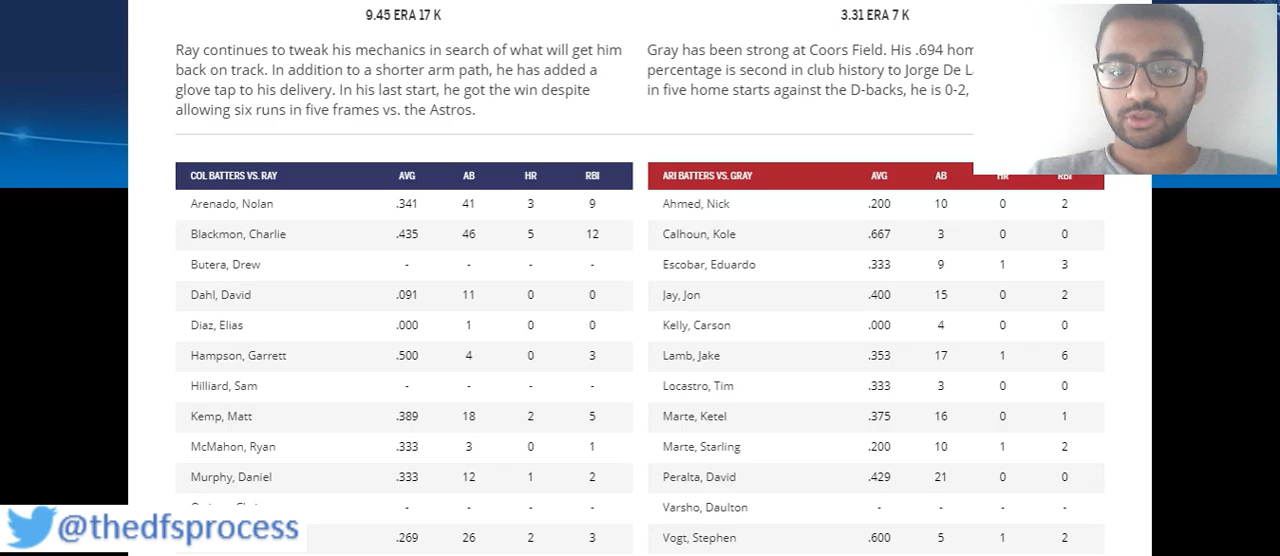 9.45 ERA 17 K
Ray continues to tweak his mechanics in search of what will get him
back on track. In addition to a shorter arm path, he has added a
glove tap to his delivery. In his last start, he got the win despite
allowing six runs in five frames vs. the Astros.
3.31 ERA 7 K
Gray has been strong at Coors Field. His .694
percentage is second in club history to Jorge De
in five home starts against the D-backs, he is 0-2,
COL BATTERS VS. RAY AVG AB HR RBI
Arenado, Nolan .341 41 3 9
Blackmon, Charlie .435 46 5 12
Butera, Drew - - - -
Dahl, David .091 11 0 0
Diaz, Elias .000 1 0 0
Hampson, Garrett .500 4 0 3
Hilliard, Sam - - - -
Kemp, Matt .389 18 2 5
McMahon, Ryan .333 3 0 1
Murphy, Daniel .333 12 1 2
- - - -
.269 26 2 3
ARI BATTERS VS. GRAY AVG AB HR RBI
Ahmed, Nick .200 10 0 2
Calhoun, Kole .667 3 0 0
Escobar, Eduardo .333 9 1 3
Jay, Jon .400 15 0 2
Kelly, Carson .000 4 0 0
Lamb, Jake .353 17 1 6
Locastro, Tim .333 3 0 0
Marte, Ketel .375 16 0 1
Marte, Starling .200 10 1 2
Peralta, David .429 21 0 0
Varsho, Daulton - - - -
Vogt, Stephen .600 5 1 2
@thedfsprocess